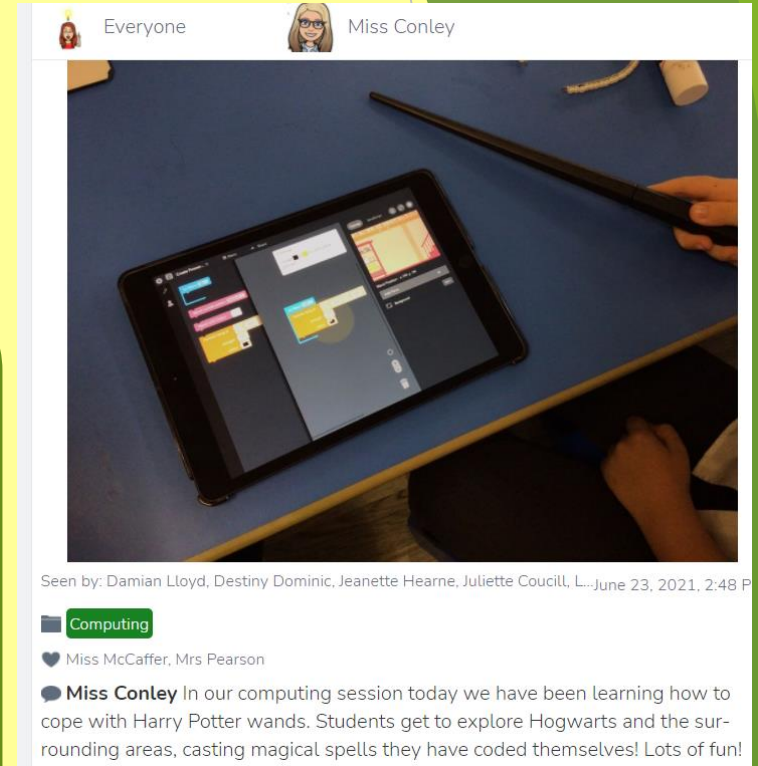 Everyone
Miss Conley
Seen by: Damian Lloyd, Destiny Dominic, Jeanette Hearne, Juliette Coucill, L...June 23, 2021, 2:48 P
Computing
Miss McCaffer, Mrs Pearson
Miss Conley In our computing session today we have been learning how to
cope with Harry Potter wands. Students get to explore Hogwarts and the sur-
rounding areas, casting magical spells they have coded themselves! Lots of fun!